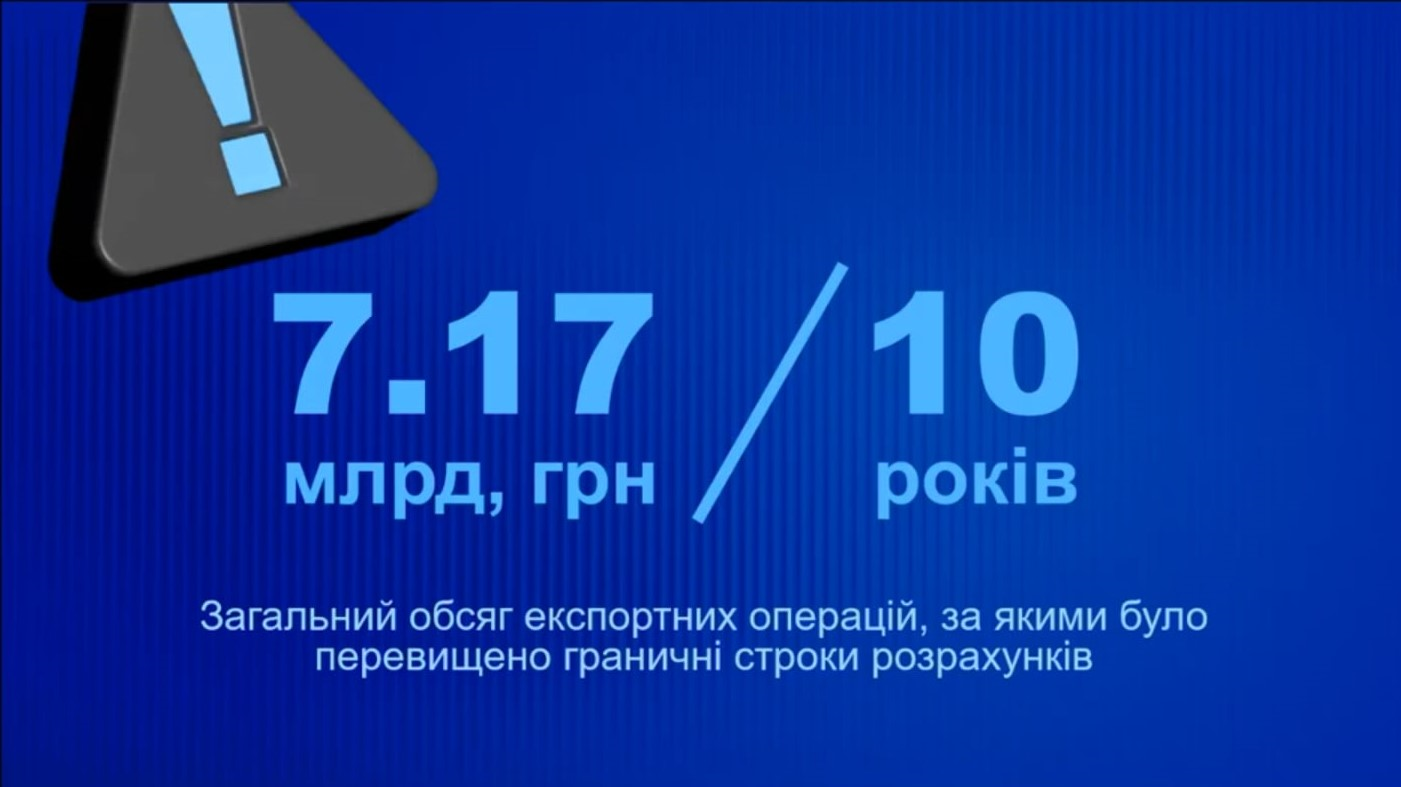 7.17 / 10
млрд, грн років
Загальний обсяг експортних операцій, за якими було
перевищено граничні строки розрахунків